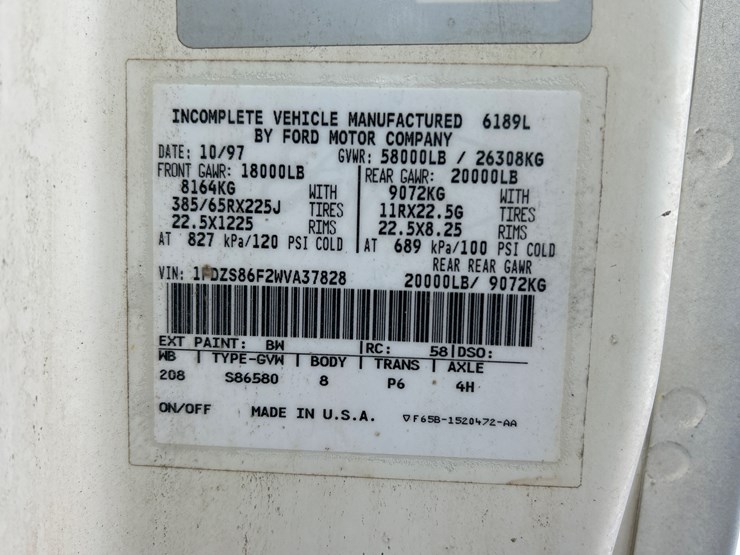 INCOMPLETE VEHICLE MANUFACTURED 6189L
BY FORD MOTOR COMPANY
DATE: 10/97 GVWR: 58000LB / 26308KG
FRONT GAWR: 18000LB REAR GAWR: 20000LB
8164KG WITH 9072KG WITH
385/65RX225J TIRES 11RX22.5G TIRES
22.5X1225 RIMS 22.5X8.25 RIMS
AT 827 kPa/120 PSI COLD AT 689 kPa/100 PSI COLD
REAR REAR GAWR
VIN: 1FDZS86F2WVA37828 20000LB/ 9072KG
EXT PAINT: BW RC: 58 DSO:
WB TYPE-GVW BODY TRANS AXLE
208 S86580 8 P6 4H
ON/OFF MADE IN U.S.A. ▽F65B-1520472-AA